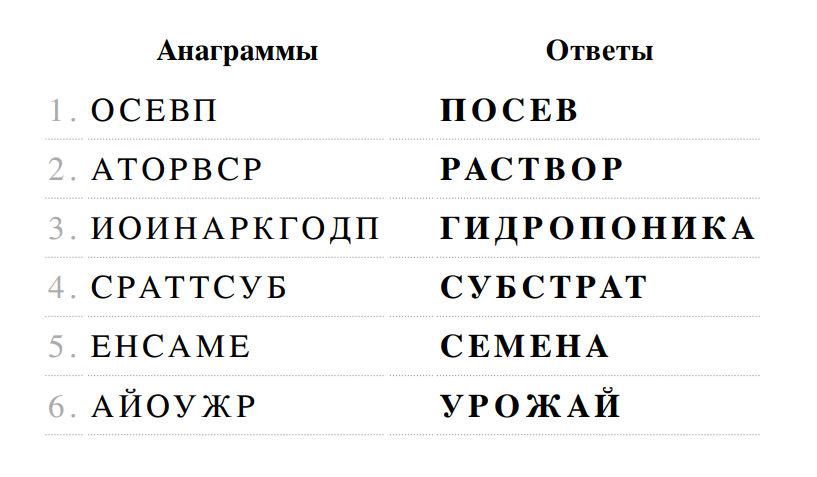 Анаграммы Ответы
1. ОСЕВП ПОСЕВ
2. АТОРВСР РАСТВОР
3. ИОИНАРКГОДП ГИДРОПОНИКА
4. СРАТТСУБ СУБСТРАТ
5. ЕНСАМЕ СЕМЕНА
6. АЙОУЖР УРОЖАЙ